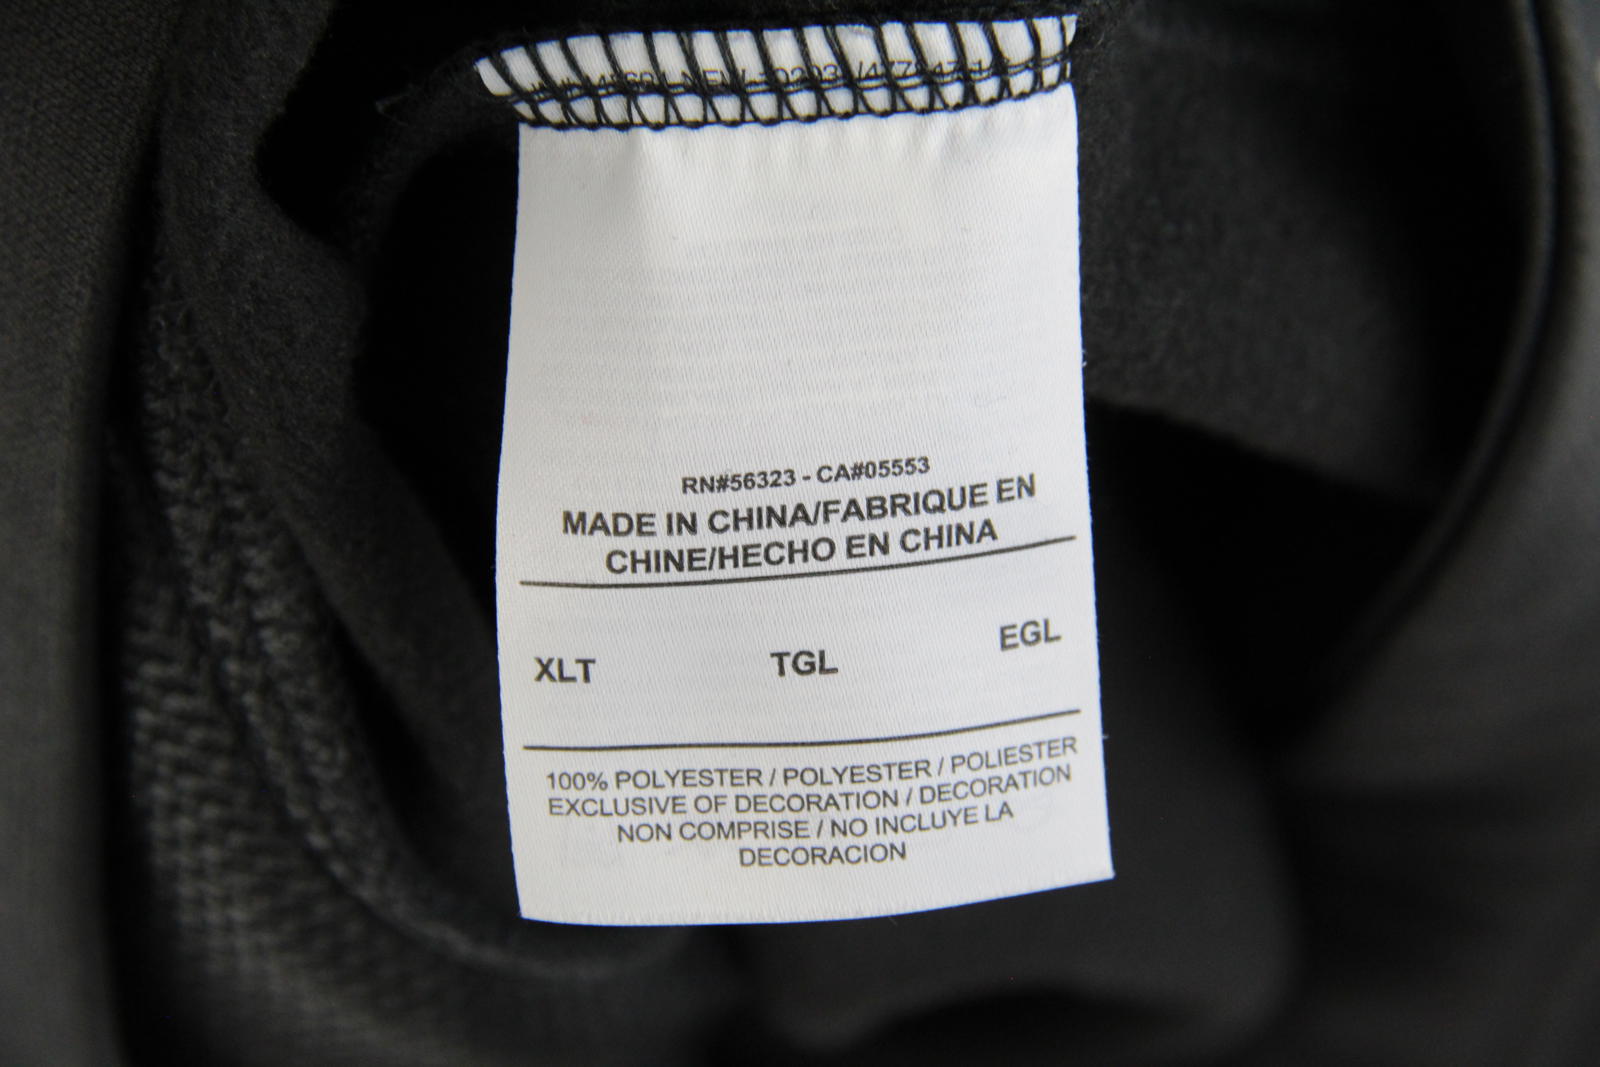 RN#56323 - CA#05553
MADE IN CHINA/FABRIQUE EN
CHINE/HECHO EN CHINA
XLT TGL EGL
100% POLYESTER / POLYESTER / POLIESTER
EXCLUSIVE OF DECORATION / DECORATION
NON COMPRISE / NO INCLUYE LA
DECORACION